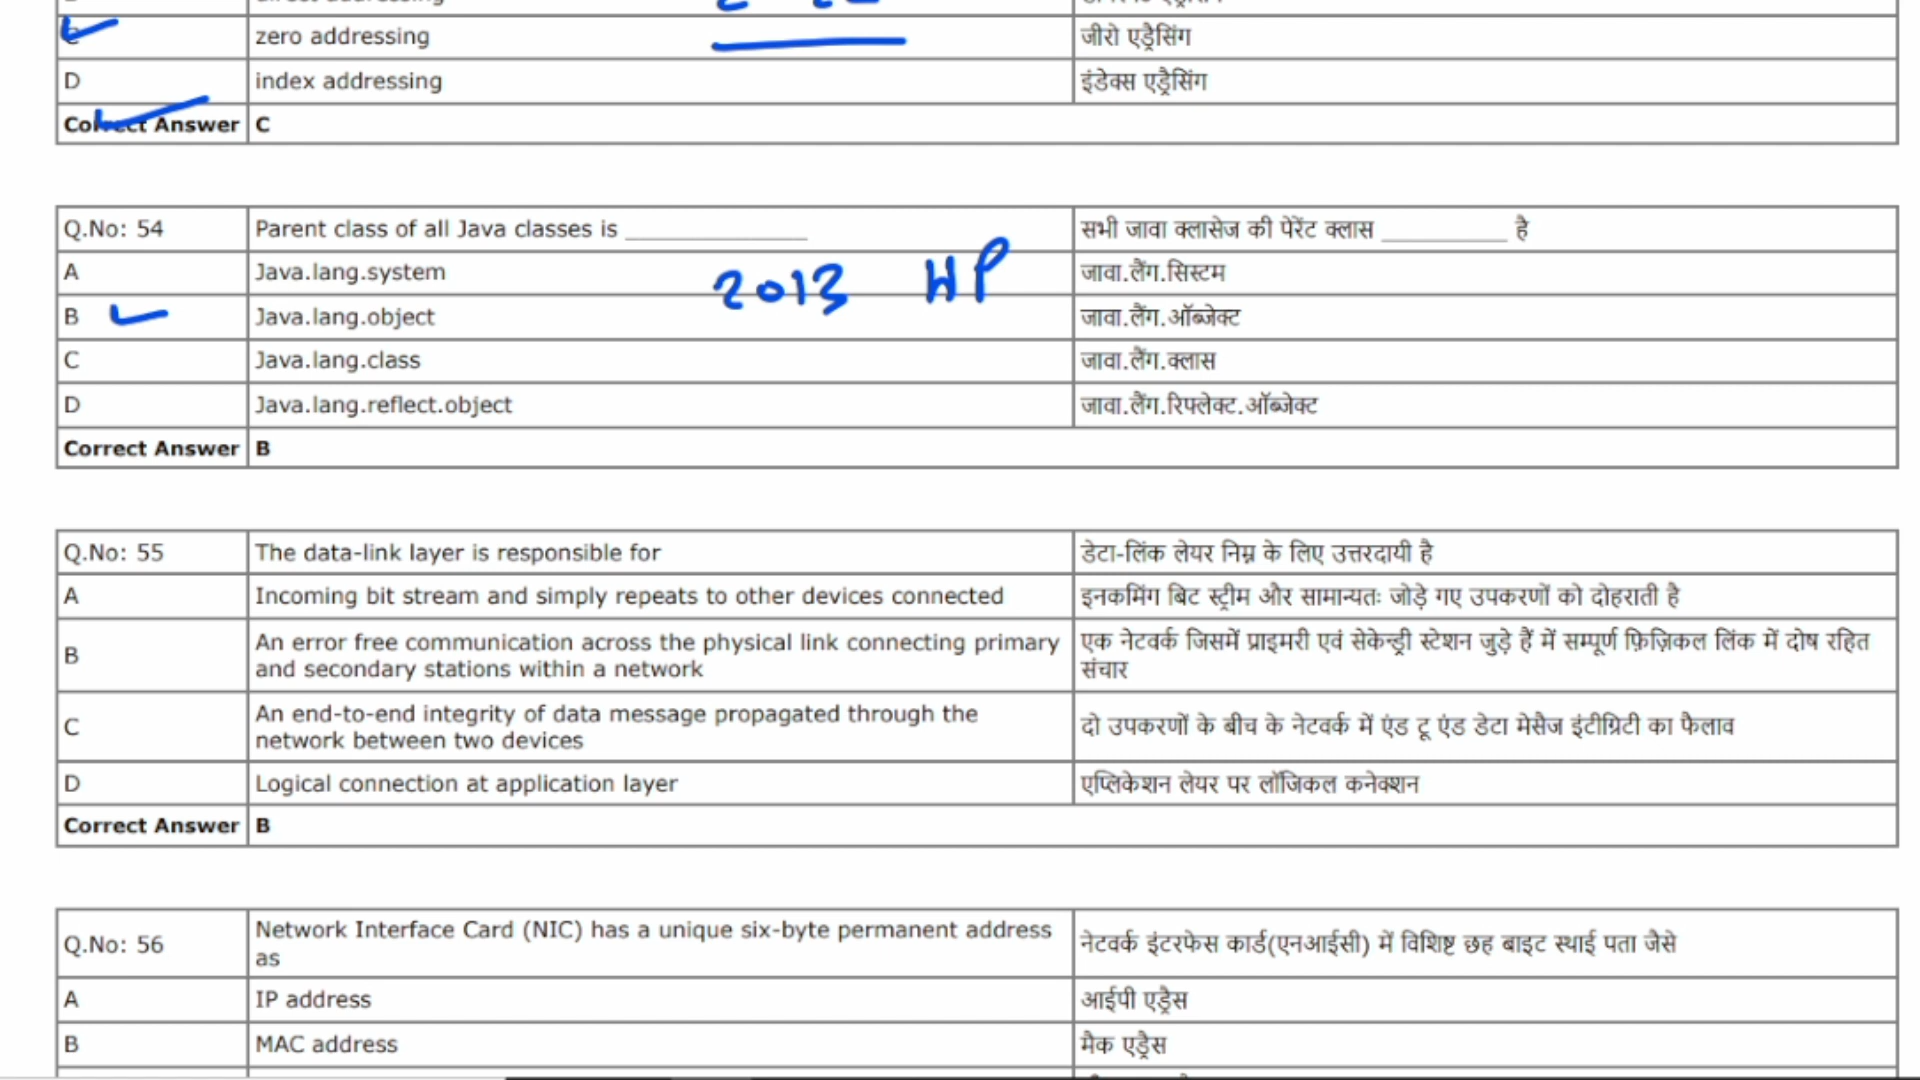 C zero addressing जीरो एड्रैसिंग
D index addressing इंडेक्स एड्रैसिंग
Correct Answer C
Q.No: 54 Parent class of all Java classes is ______________ सभी जावा क्लासेज की पेरेंट क्लास __________ है
A Java.lang.system जावा.लैंग.सिस्टम
2013 HP
B Java.lang.object जावा.लैंग.ऑब्जेक्ट
C Java.lang.class जावा.लैंग.क्लास
D Java.lang.reflect.object जावा.लैंग.रिफ्लेक्ट.ऑब्जेक्ट
Correct Answer B
Q.No: 55 The data-link layer is responsible for डेटा-लिंक लेयर निम्न के लिए उत्तरदायी है
A Incoming bit stream and simply repeats to other devices connected इनकमिंग बिट स्ट्रीम और सामान्यतः जोड़े गए उपकरणों को दोहराती है
B An error free communication across the physical link connecting primary एक नेटवर्क जिसमें प्राइमरी एवं सेकेन्ड्री स्टेशन जुड़े हैं में सम्पूर्ण फ़िज़िकल लिंक में दोष रहित
and secondary stations within a network संचार
C An end-to-end integrity of data message propagated through the दो उपकरणों के बीच के नेटवर्क में एंड टू एंड डेटा मेसैज इंटीग्रिटी का फैलाव
network between two devices
D Logical connection at application layer एप्लिकेशन लेयर पर लॉजिकल कनेक्शन
Correct Answer B
Q.No: 56 Network Interface Card (NIC) has a unique six-byte permanent address नेटवर्क इंटरफेस कार्ड(एनआईसी) में विशिष्ट छह बाइट स्थाई पता जैसे
as
A IP address आईपी एड्रैस
B MAC address मैक एड्रैस